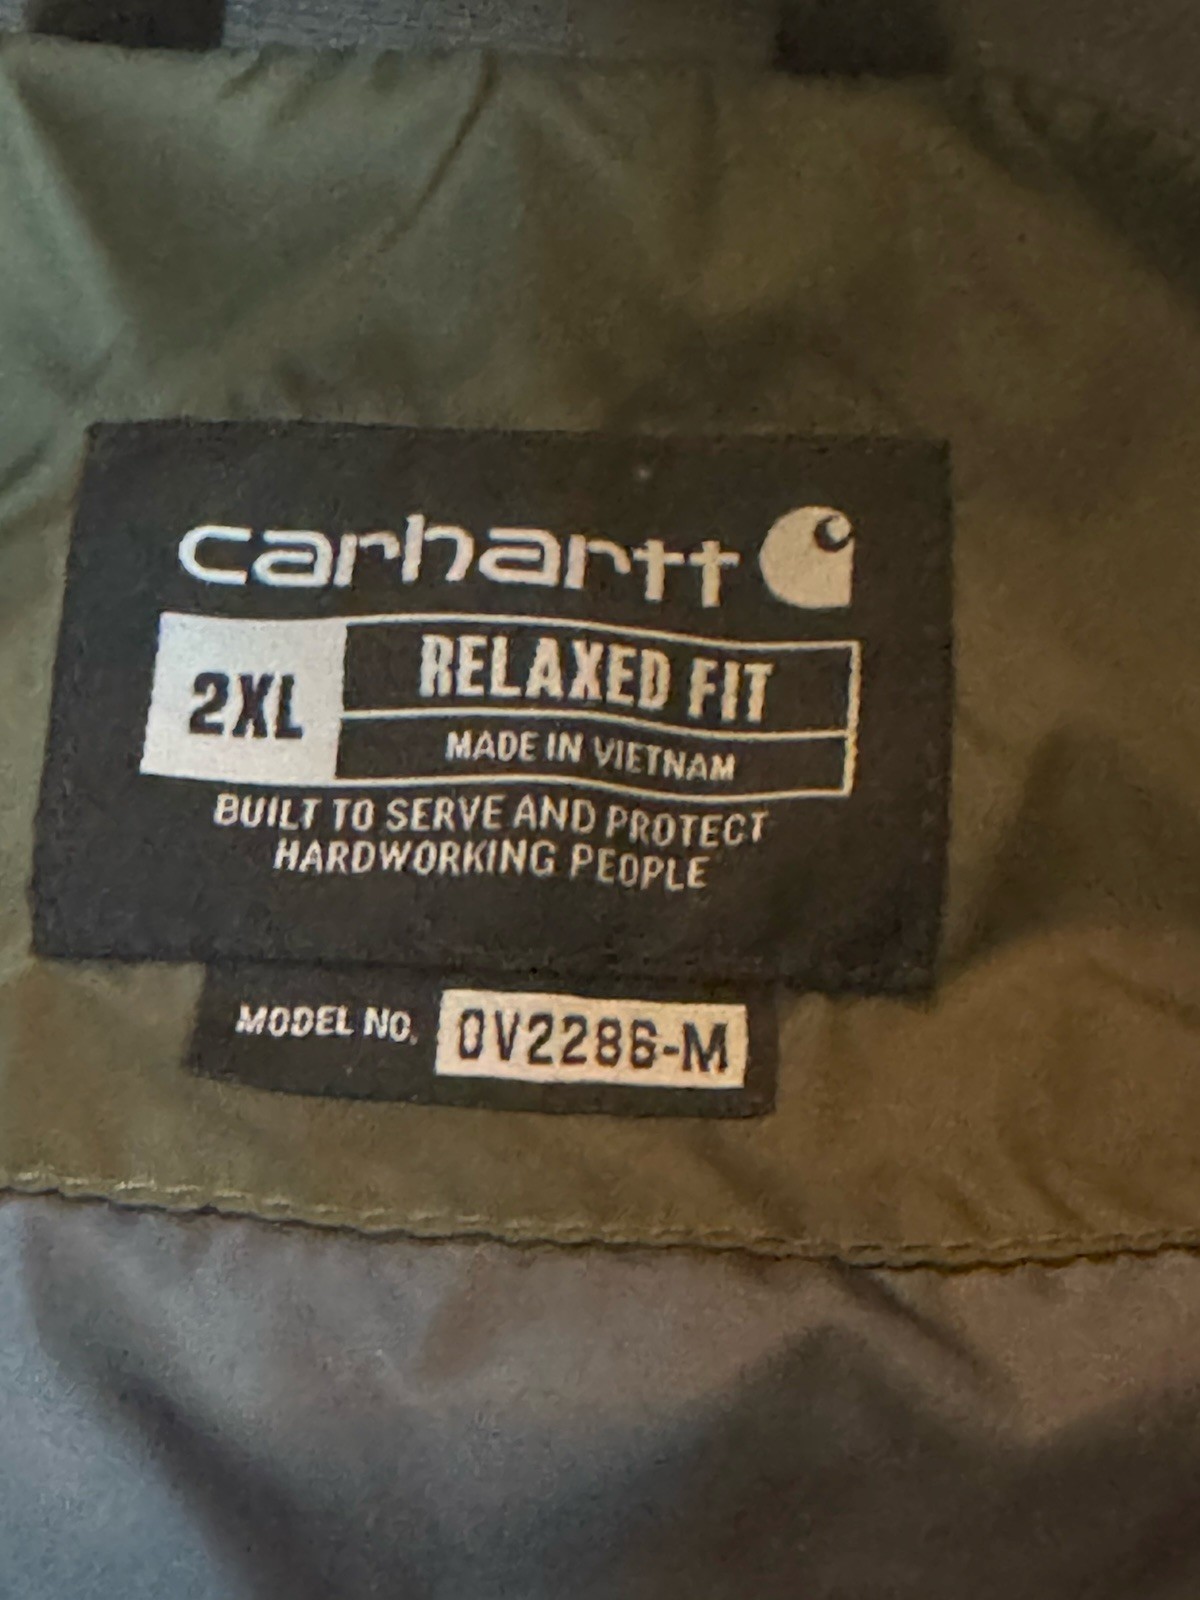 carhartt
2XL
RELAXED FIT
MADE IN VIETNAM
BUILT TO SERVE AND PROTECT
HARDWORKING PEOPLE
MODEL NO. OV2286-M